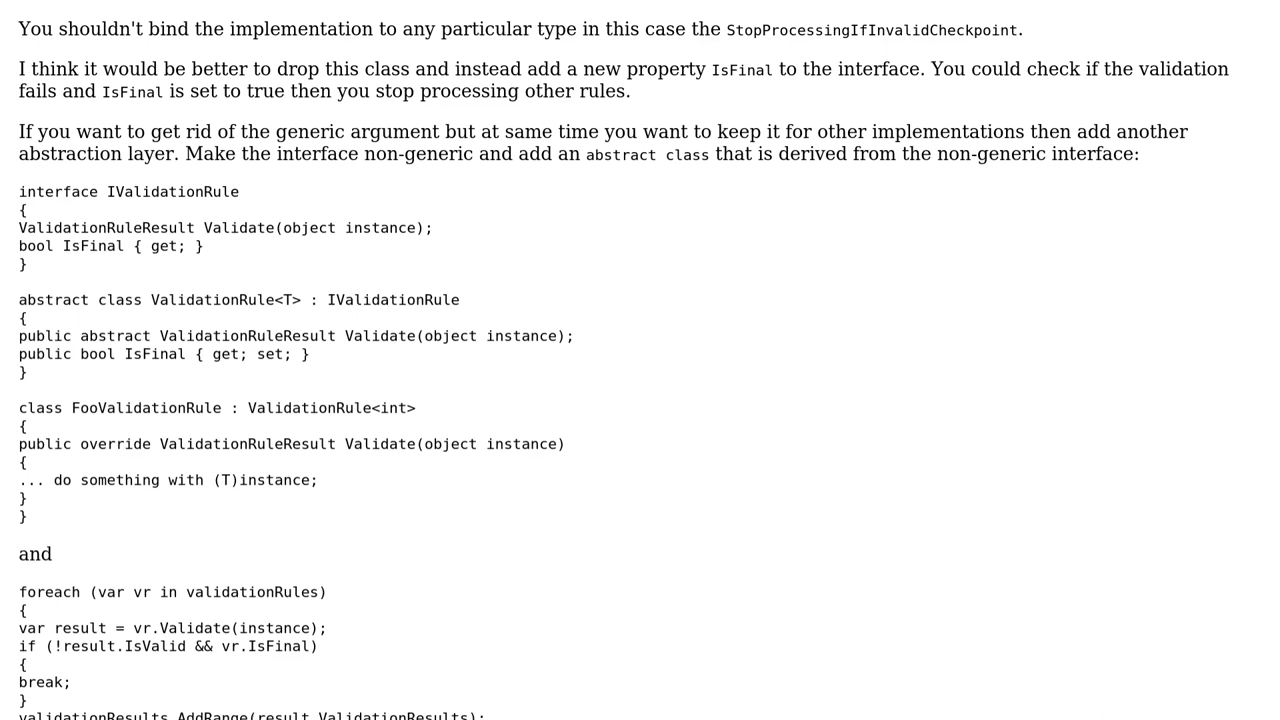 You shouldn't bind the implementation to any particular type in this case the StopProcessingIfInvalidCheckpoint.
I think it would be better to drop this class and instead add a new property IsFinal to the interface. You could check if the validation
fails and IsFinal is set to true then you stop processing other rules.
If you want to get rid of the generic argument but at same time you want to keep it for other implementations then add another
abstraction layer. Make the interface non-generic and add an abstract class that is derived from the non-generic interface:
interface IValidationRule
{
ValidationRuleResult Validate(object instance);
bool IsFinal { get; }
}
abstract class ValidationRule<T> : IValidationRule
{
public abstract ValidationRuleResult Validate(object instance);
public bool IsFinal { get; set; }
}
class FooValidationRule : ValidationRule<int>
{
public override ValidationRuleResult Validate(object instance)
{
... do something with (T)instance;
}
}
and
foreach (var vr in validationRules)
{
var result = vr.Validate(instance);
if (!result.IsValid && vr.IsFinal)
{
break;
}
validationResults.AddRange(result.ValidationResults);